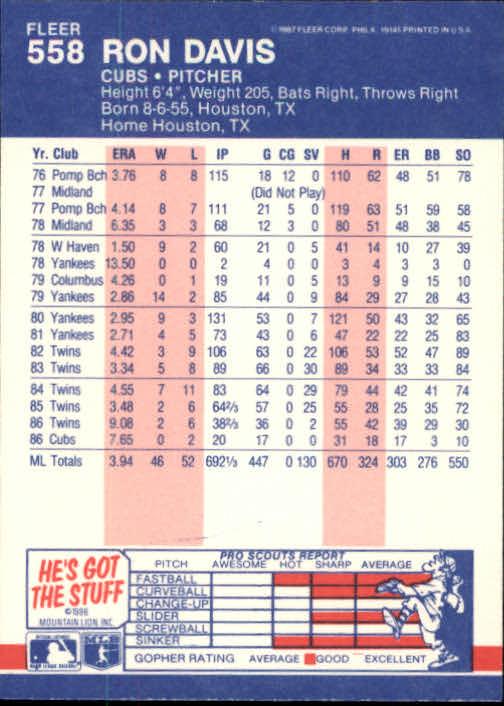 FLEER
558 RON DAVIS
©1987 FLEER CORP. PHILA. 19141 PRINTED IN U.S.A.
CUBS • PITCHER
Height 6'4", Weight 205, Bats Right, Throws Right
Born 8-6-55, Houston, TX
Home Houston, TX
Yr. Club ERA W L IP G CG SV H R ER BB SO
76 Pomp Bch 3.76 8 8 115 18 12 0 110 62 48 51 78
77 Midland (Did Not Play)
77 Pomp Bch 4.14 8 7 111 21 5 0 119 63 51 59 58
78 Midland 6.35 3 3 68 12 3 0 80 51 48 38 45
78 W Haven 1.50 9 2 60 21 0 5 41 14 10 27 39
78 Yankees 13.50 0 0 2 4 0 0 3 4 3 3 0
79 Columbus 4.26 0 1 19 11 0 5 13 9 9 15 10
79 Yankees 2.86 14 2 85 44 0 9 84 29 27 28 43
80 Yankees 2.95 9 3 131 53 0 7 121 50 43 32 65
81 Yankees 2.71 4 5 73 43 0 6 47 22 22 25 83
82 Twins 4.42 3 9 106 63 0 22 106 53 52 47 89
83 Twins 3.34 5 8 89 66 0 30 89 34 33 33 84
84 Twins 4.55 7 11 83 64 0 29 79 44 42 41 74
85 Twins 3.48 2 6 64⅔ 57 0 25 55 28 25 35 72
86 Twins 9.08 2 6 38⅔ 36 0 2 55 42 39 29 30
86 Cubs 7.65 0 2 20 17 0 0 31 18 17 3 10
ML Totals 3.94 46 52 692⅓ 447 0 130 670 324 303 276 550
HE'S GOT
THE STUFF
©1986
MOUNTAIN LION, INC.
PRO SCOUTS REPORT
PITCH AWESOME HOT SHARP AVERAGE
FASTBALL
CURVEBALL
CHANGE-UP
SLIDER
SCREWBALL
SINKER
GOPHER RATING AVERAGE GOOD EXCELLENT